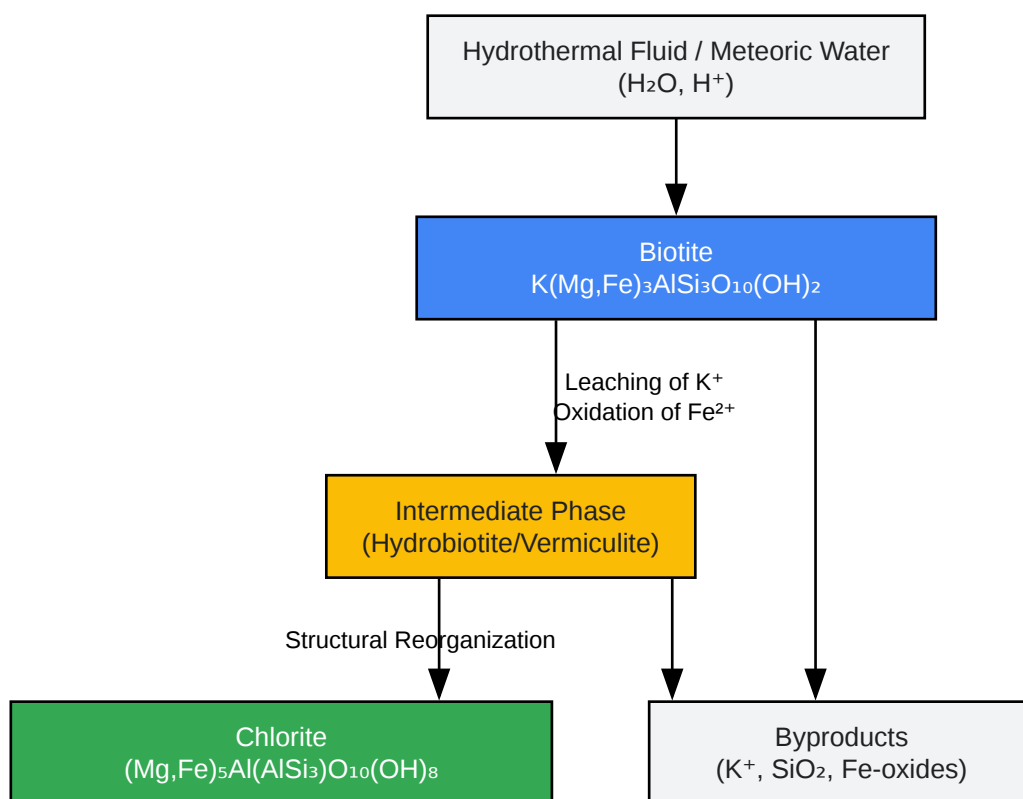 Hydrothermal Fluid / Meteoric Water
(H₂O, H⁺)
Biotite
K(Mg,Fe)₃AlSi₃O₁₀(OH)₂
Leaching of K⁺
Oxidation of Fe²⁺
Intermediate Phase
(Hydrobiotite/Vermiculite)
Structural Reorganization
Chlorite
(Mg,Fe)₅Al(AlSi₃)O₁₀(OH)₈
Byproducts
(K⁺, SiO₂, Fe-oxides)